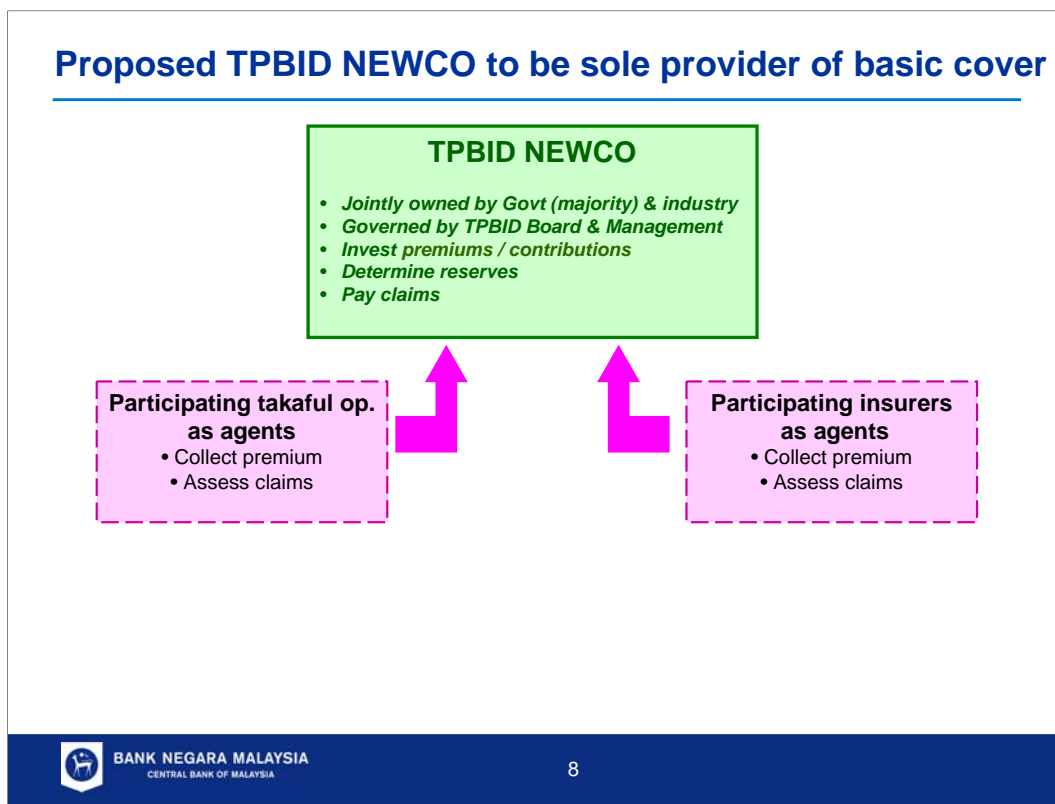 Proposed TPBID NEWCO to be sole provider of basic cover
TPBID NEWCO
• Jointly owned by Govt (majority) & industry
• Governed by TPBID Board & Management
• Invest premiums / contributions
• Determine reserves
• Pay claims
Participating takaful op.
as agents
• Collect premium
• Assess claims
Participating insurers
as agents
• Collect premium
• Assess claims
BANK NEGARA MALAYSIA
CENTRAL BANK OF MALAYSIA
8